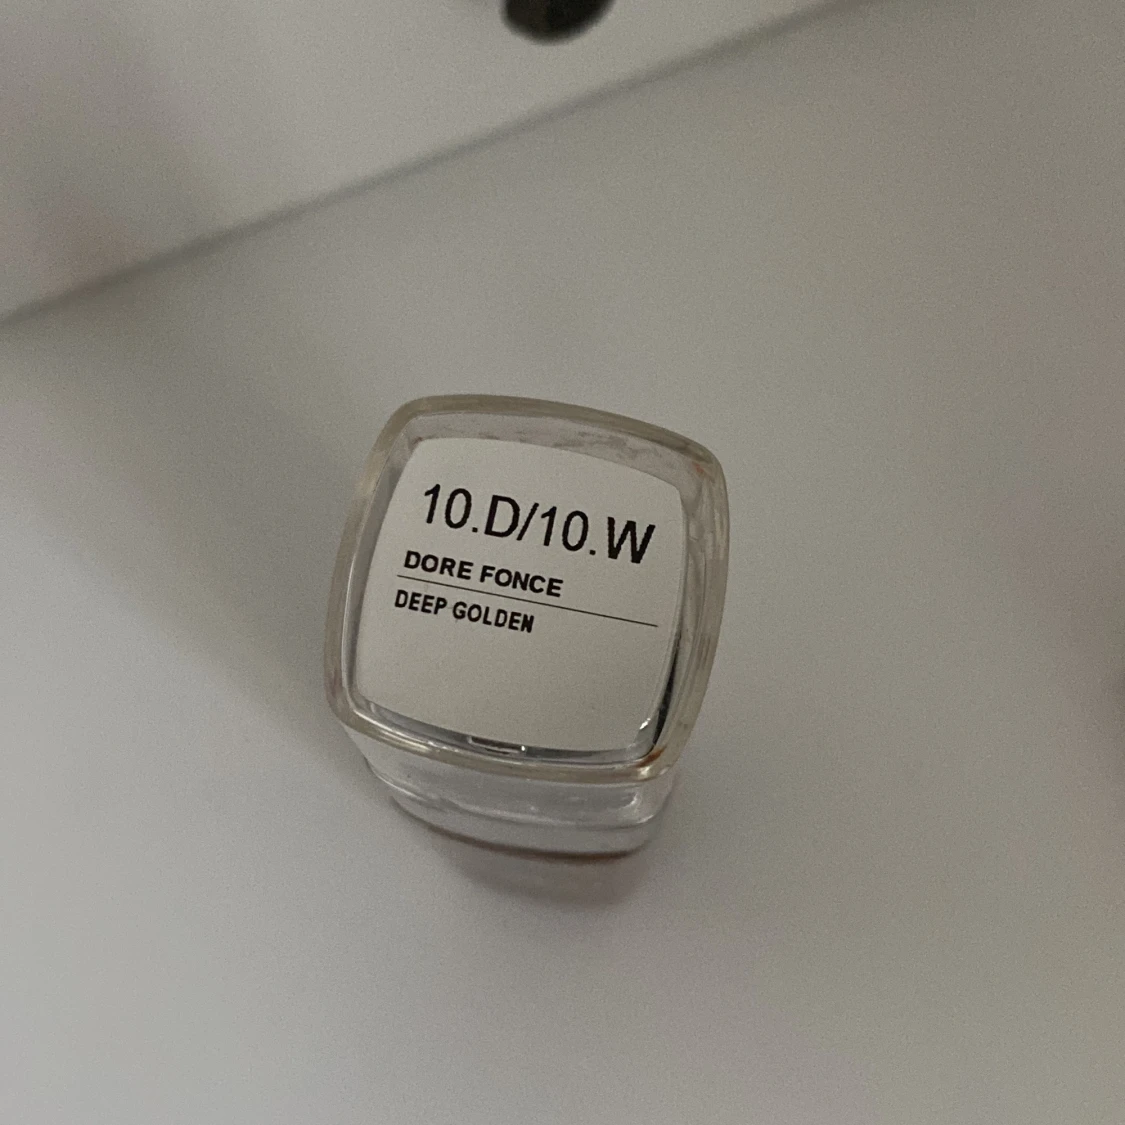 10.D/10.W
DORE FONCE
DEEP GOLDEN